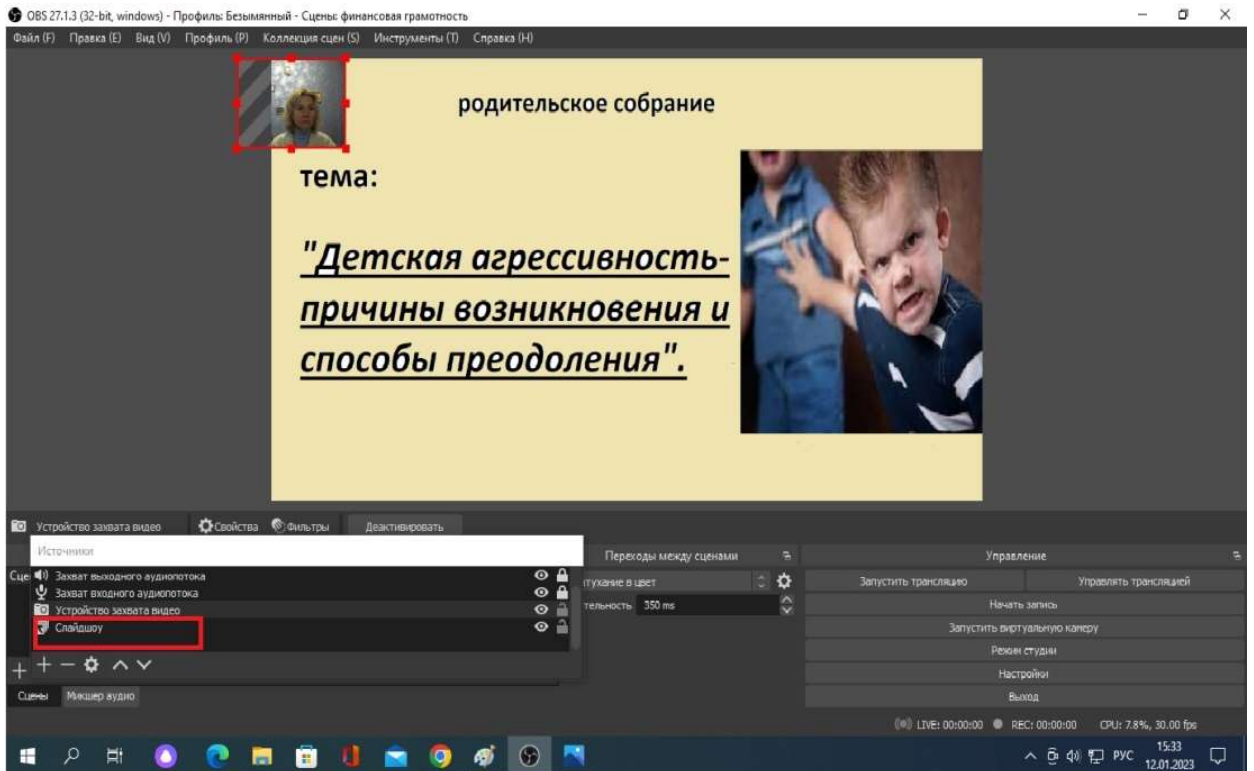 OBS 27.1.3 (32-bit, windows) - Профиль: Безымянный - Сцены: финансовая грамотность
Файл (F) Правка (E) Вид (V) Профиль (P) Коллекция сцен (S) Инструменты (T) Справка (H)
родительское собрание
тема:
"Детская агрессивность-
причины возникновения и
способы преодоления".
Устройство захвата видео Свойства Фильтры Деактивировать
Источники
Переходы между сценами
Управление
Захват выходного аудиопотока
Захват входного аудиопотока
Устройство захвата видео
Слайдшоу
тухание в цвет
тельность 350 ms
Запустить трансляцию Управлять трансляцией
Начать запись
Запустить виртуальную камеру
Режим студии
Настройки
Выход
Сцены Микшер аудио
LIVE: 00:00:00 REC: 00:00:00 CPU: 7.8%, 30.00 fps
РУС 15:33
12.01.2023